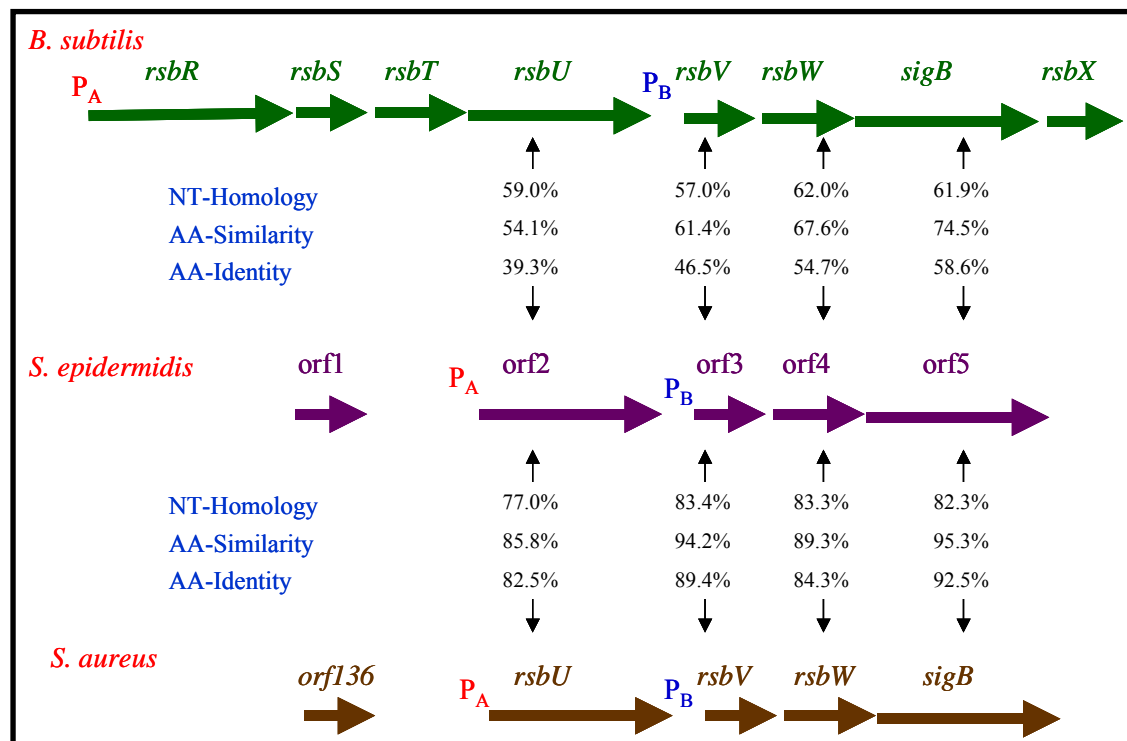 B. subtilis
rsbR rsbS rsbT rsbU rsbV rsbW sigB rsbX
PA PB
NT-Homology 59.0% 57.0% 62.0% 61.9%
AA-Similarity 54.1% 61.4% 67.6% 74.5%
AA-Identity 39.3% 46.5% 54.7% 58.6%
S. epidermidis orf1 orf2 orf3 orf4 orf5
PA PB
NT-Homology 77.0% 83.4% 83.3% 82.3%
AA-Similarity 85.8% 94.2% 89.3% 95.3%
AA-Identity 82.5% 89.4% 84.3% 92.5%
S. aureus
orf136 rsbU rsbV rsbW sigB
PA PB